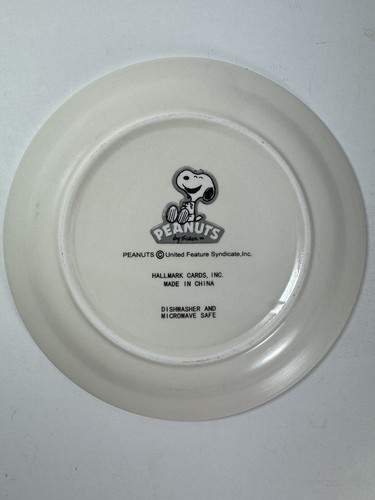 PEANUTS
by Schulz
PEANUTS © United Feature Syndicate, Inc.
HALLMARK CARDS, INC.
MADE IN CHINA
DISHWASHER AND
MICROWAVE SAFE